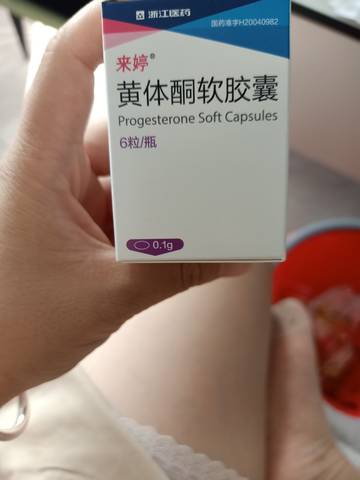 浙江医药
国药准字H20040982
来婷®
黄体酮软胶囊
Progesterone Soft Capsules
6粒/瓶
0.1g